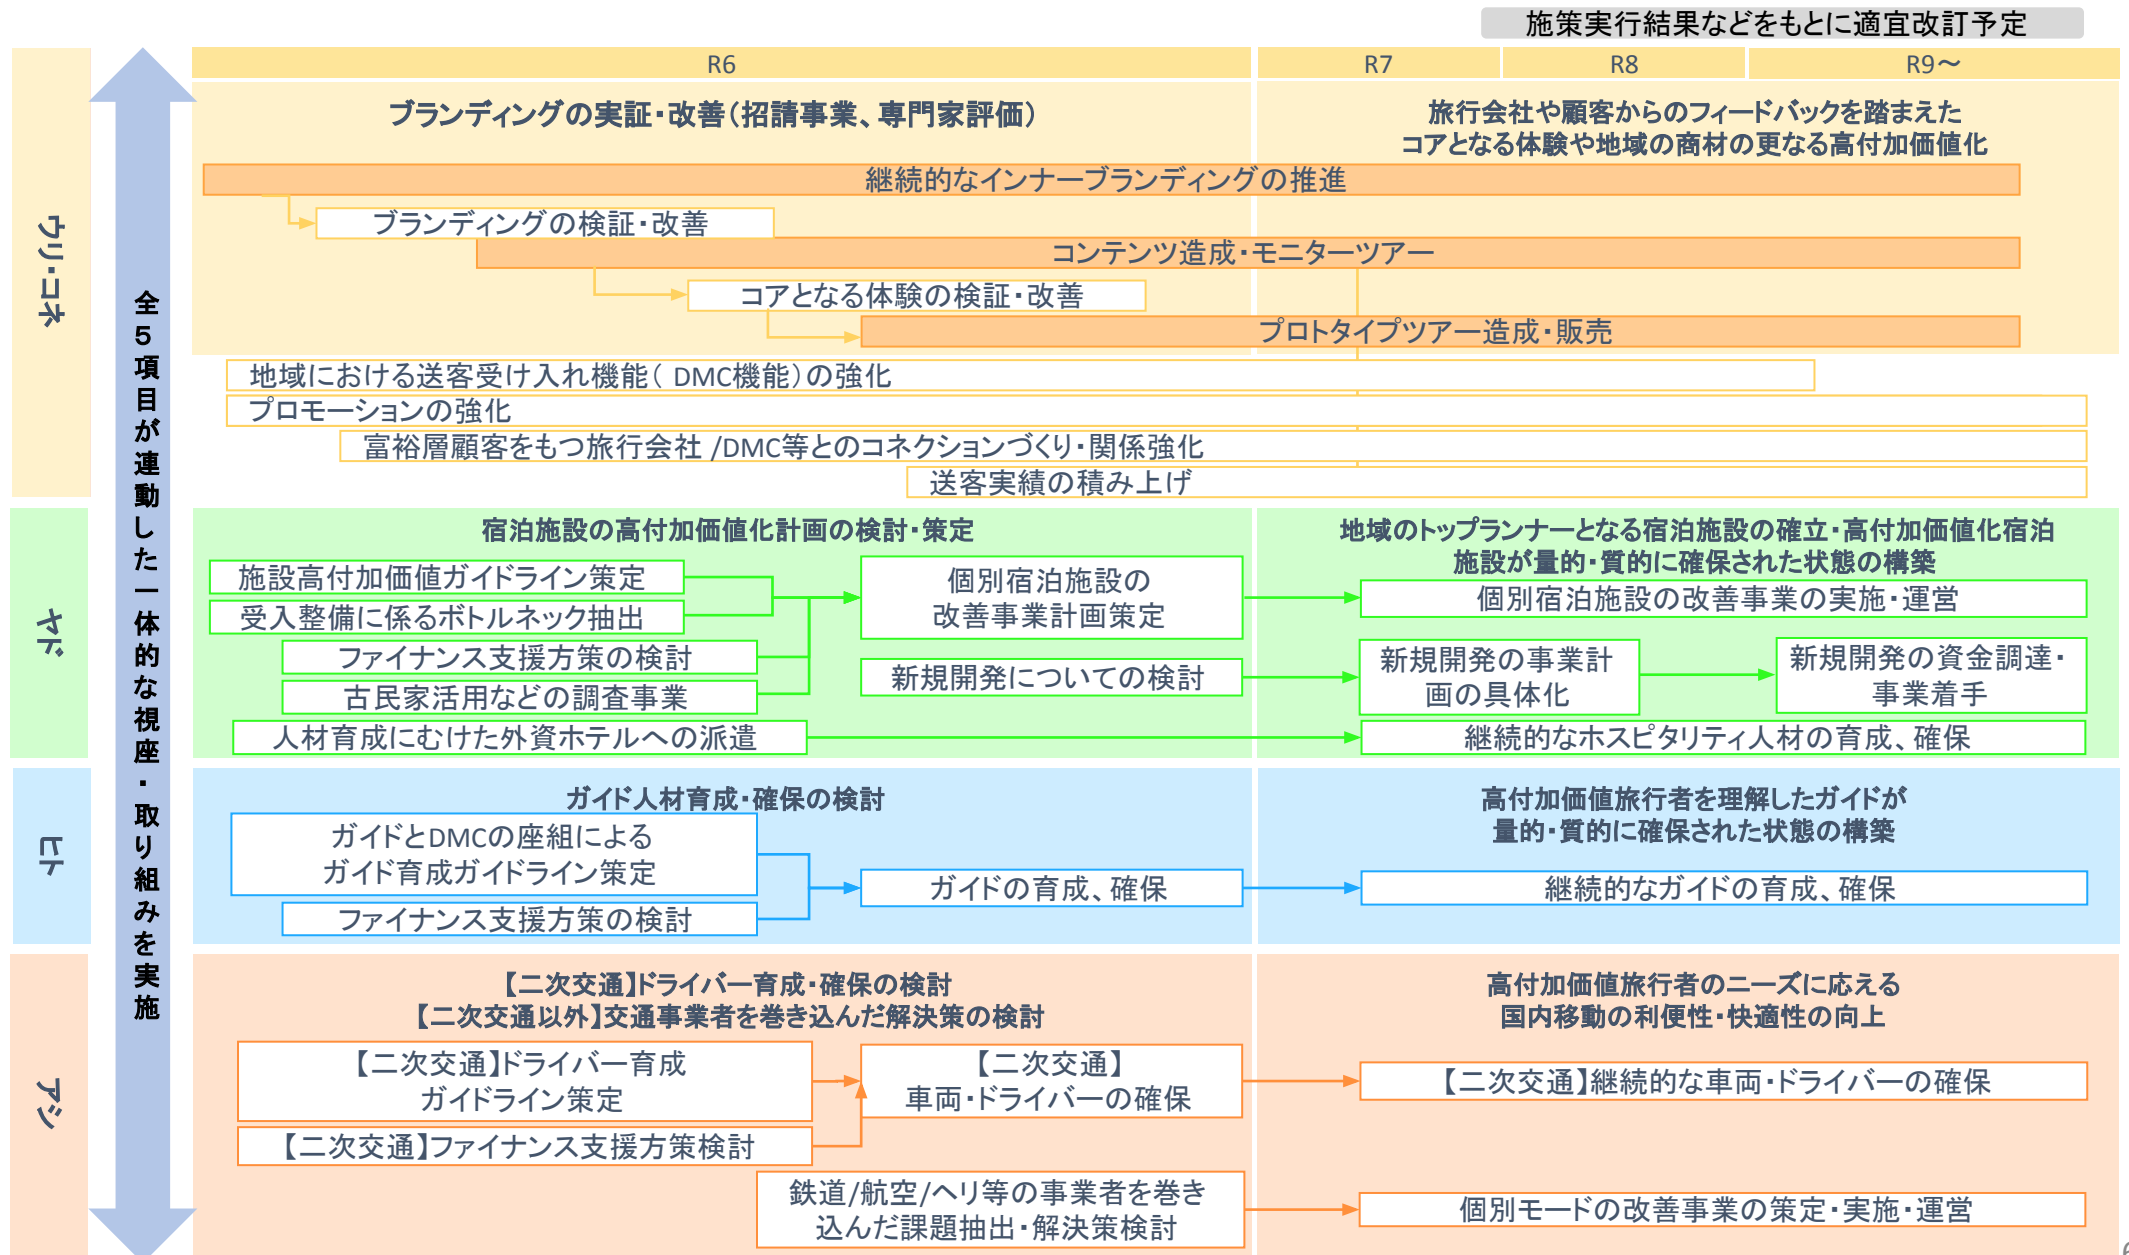 施策実行結果などをもとに適宜改訂予定
R6
R7
R8
R9～
ウリ・コネ
全5項目が連動した一体的な視座・取り組みを実施
ブランディングの実証・改善（招請事業、専門家評価）
旅行会社や顧客からのフィードバックを踏まえた
コアとなる体験や地域の商材の更なる高付加価値化
継続的なインナーブランディングの推進
ブランディングの検証・改善
コンテンツ造成・モニターツアー
コアとなる体験の検証・改善
プロトタイプツアー造成・販売
地域における送客受け入れ機能（ DMC機能）の強化
プロモーションの強化
富裕層顧客をもつ旅行会社 /DMC等とのコネクションづくり・関係強化
送客実績の積み上げ
ヤド
宿泊施設の高付加価値化計画の検討・策定
地域のトップランナーとなる宿泊施設の確立・高付加価値化宿泊
施設が量的・質的に確保された状態の構築
施設高付加価値ガイドライン策定
受入整備に係るボトルネック抽出
ファイナンス支援方策の検討
古民家活用などの調査事業
人材育成にむけた外資ホテルへの派遣
個別宿泊施設の
改善事業計画策定
新規開発についての検討
個別宿泊施設の改善事業の実施・運営
新規開発の事業計
画の具体化
新規開発の資金調達・
事業着手
継続的なホスピタリティ人材の育成、確保
ヒト
ガイド人材育成・確保の検討
高付加価値旅行者を理解したガイドが
量的・質的に確保された状態の構築
ガイドとDMCの座組による
ガイド育成ガイドライン策定
ファイナンス支援方策の検討
ガイドの育成、確保
継続的なガイドの育成、確保
アシ
【二次交通】ドライバー育成・確保の検討
【二次交通以外】交通事業者を巻き込んだ解決策の検討
高付加価値旅行者のニーズに応える
国内移動の利便性・快適性の向上
【二次交通】ドライバー育成
ガイドライン策定
【二次交通】ファイナンス支援方策検討
【二次交通】
車両・ドライバーの確保
【二次交通】継続的な車両・ドライバーの確保
鉄道/航空/ヘリ等の事業者を巻き
込んだ課題抽出・解決策検討
個別モードの改善事業の策定・実施・運営